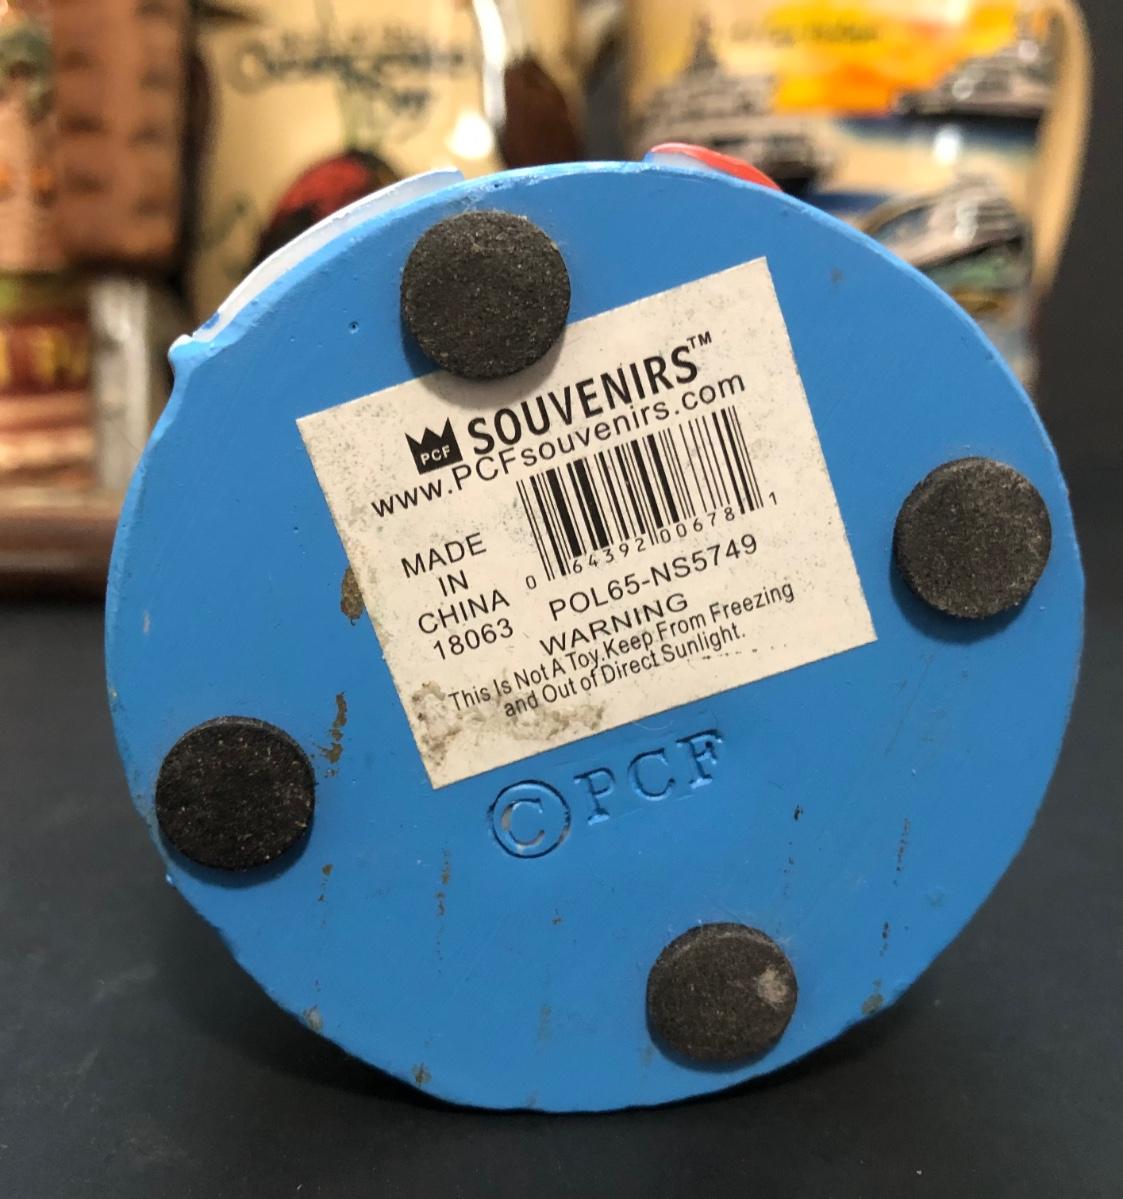 PCF SOUVENIRS™
www.PCFsouvenirs.com
MADE
IN
CHINA
18063
0 64392 00678 1
POL65-NS5749
WARNING
This Is Not A Toy.Keep From Freezing
and Out of Direct Sunlight.
© PCF